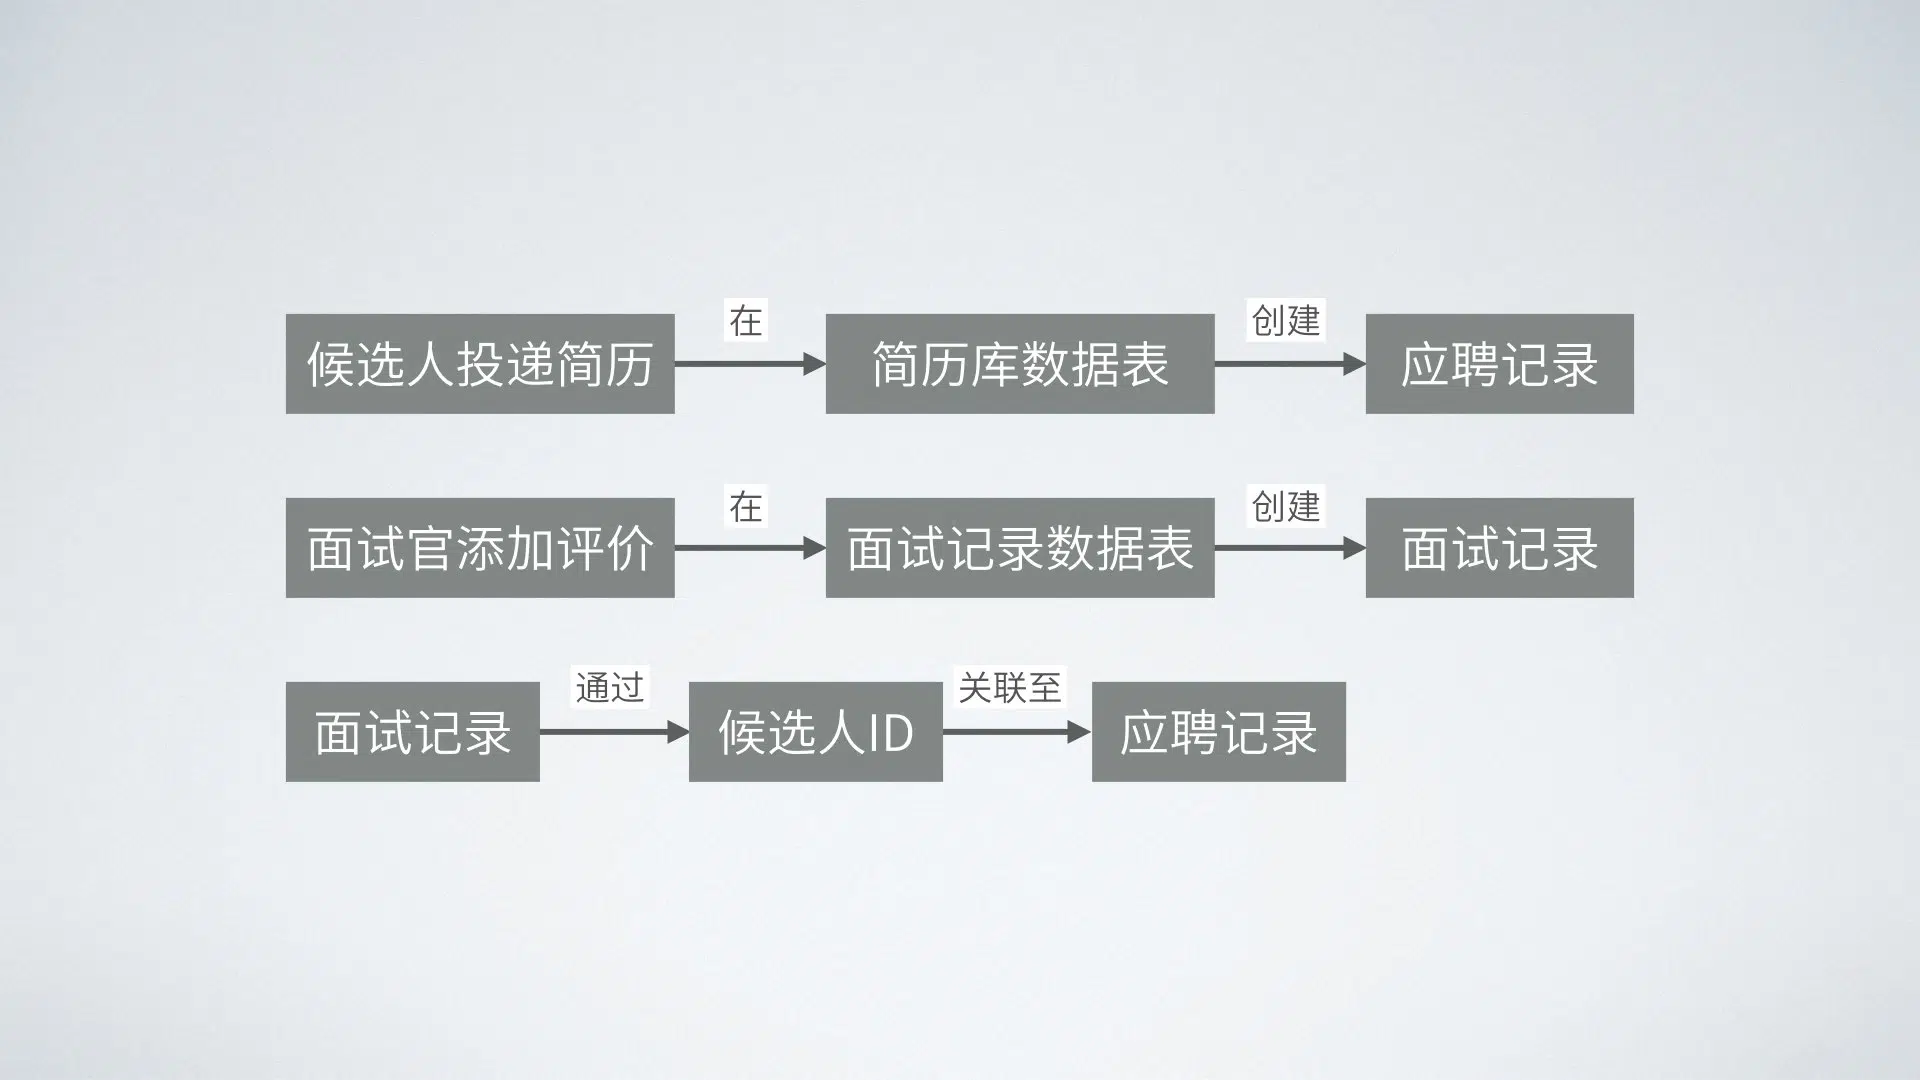 候选人投递简历 在 简历库数据表 创建 应聘记录
面试官添加评价 在 面试记录数据表 创建 面试记录
面试记录 通过 候选人ID 关联至 应聘记录